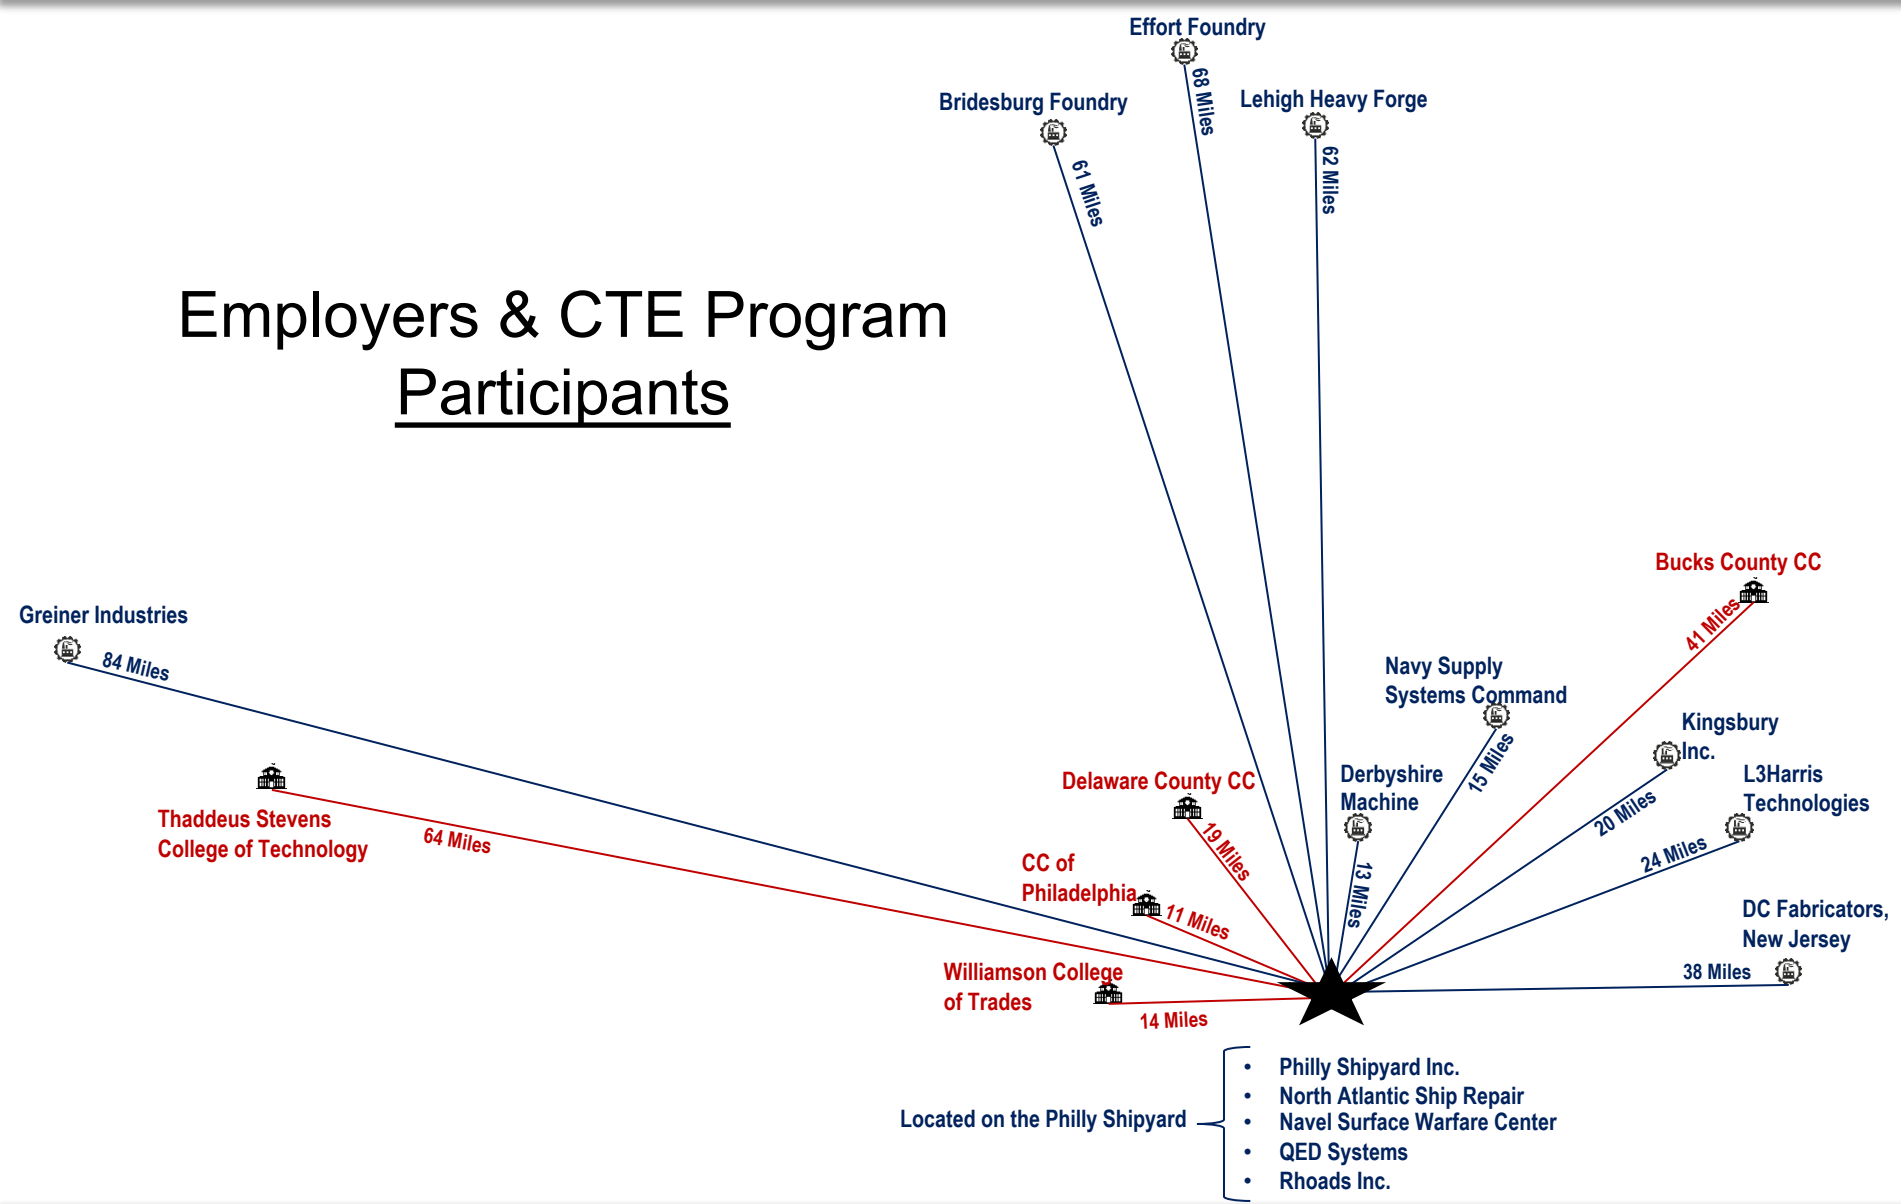 Effort Foundry
68 Miles
Bridesburg Foundry
61 Miles
Lehigh Heavy Forge
62 Miles
Employers & CTE Program
Participants
Bucks County CC
41 Miles
Greiner Industries
84 Miles
Navy Supply
Systems Command
15 Miles
Kingsbury
Inc.
20 Miles
Delaware County CC
19 Miles
Derbyshire
Machine
13 Miles
L3Harris
Technologies
24 Miles
Thaddeus Stevens
College of Technology
64 Miles
CC of
Philadelphia
11 Miles
DC Fabricators,
New Jersey
38 Miles
Williamson College
of Trades
14 Miles
Located on the Philly Shipyard
• Philly Shipyard Inc.
• North Atlantic Ship Repair
• Navel Surface Warfare Center
• QED Systems
• Rhoads Inc.